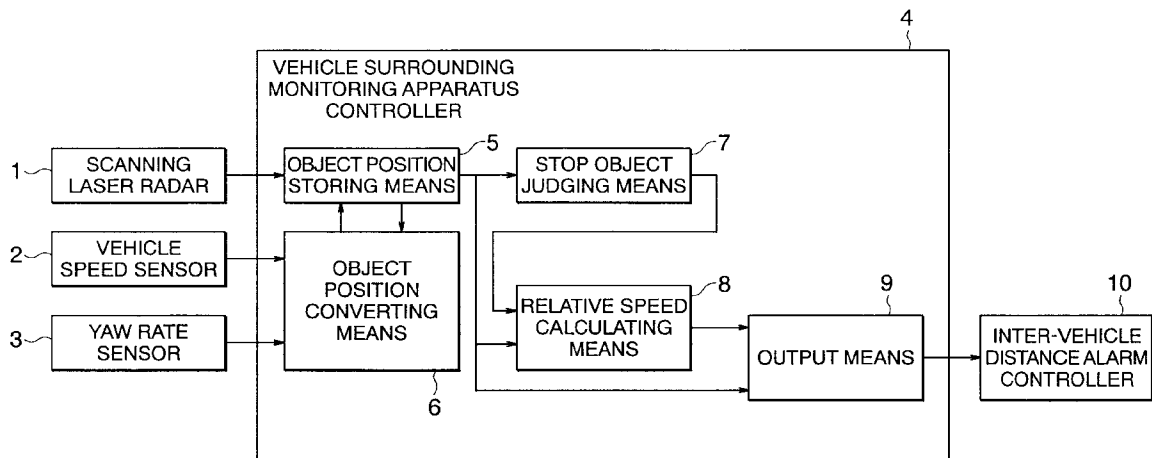 4
VEHICLE SURROUNDING
MONITORING APPARATUS
CONTROLLER
1
SCANNING
LASER RADAR
5
OBJECT POSITION
STORING MEANS
7
STOP OBJECT
JUDGING MEANS
2
VEHICLE
SPEED SENSOR
3
YAW RATE
SENSOR
OBJECT
POSITION
CONVERTING
MEANS
6
8
RELATIVE SPEED
CALCULATING
MEANS
9
OUTPUT MEANS
10
INTER-VEHICLE
DISTANCE ALARM
CONTROLLER